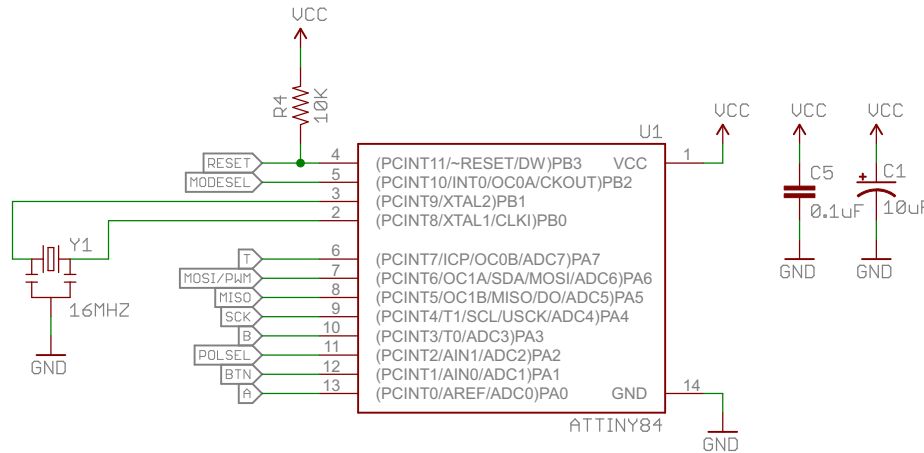 VCC
R4
10K
U1
VCC
VCC
VCC
RESET
4
(PCINT11/~RESET/DW)PB3
VCC
1
MODESEL
5
(PCINT10/INT0/OC0A/CKOUT)PB2
3
(PCINT9/XTAL2)PB1
2
(PCINT8/XTAL1/CLKI)PB0
C5
0.1uF
+
C1
10uF
GND
GND
Y1
16MHZ
GND
T
6
(PCINT7/ICP/OC0B/ADC7)PA7
MOSI/PWM
7
(PCINT6/OC1A/SDA/MOSI/ADC6)PA6
MISO
8
(PCINT5/OC1B/MISO/DO/ADC5)PA5
SCK
9
(PCINT4/T1/SCL/USCK/ADC4)PA4
B
10
(PCINT3/T0/ADC3)PA3
POLSEL
11
(PCINT2/AIN1/ADC2)PA2
BTN
12
(PCINT1/AIN0/ADC1)PA1
A
13
(PCINT0/AREF/ADC0)PA0
GND
14
ATTINY84
GND